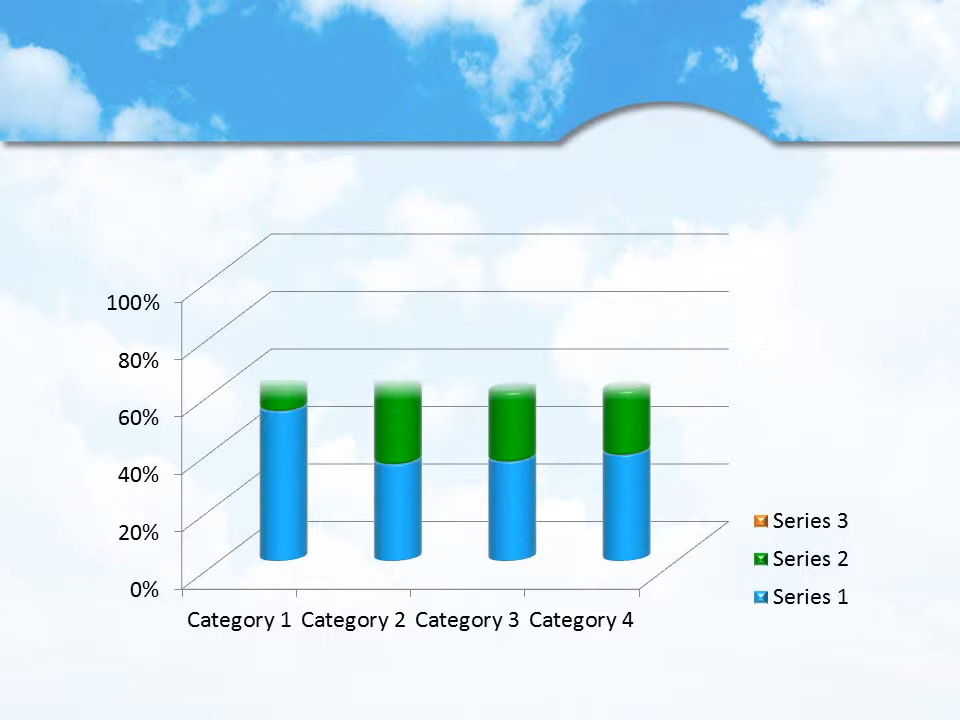 100%
80%
60%
40%
20%
0%
Category 1 Category 2 Category 3 Category 4
Series 3
Series 2
Series 1